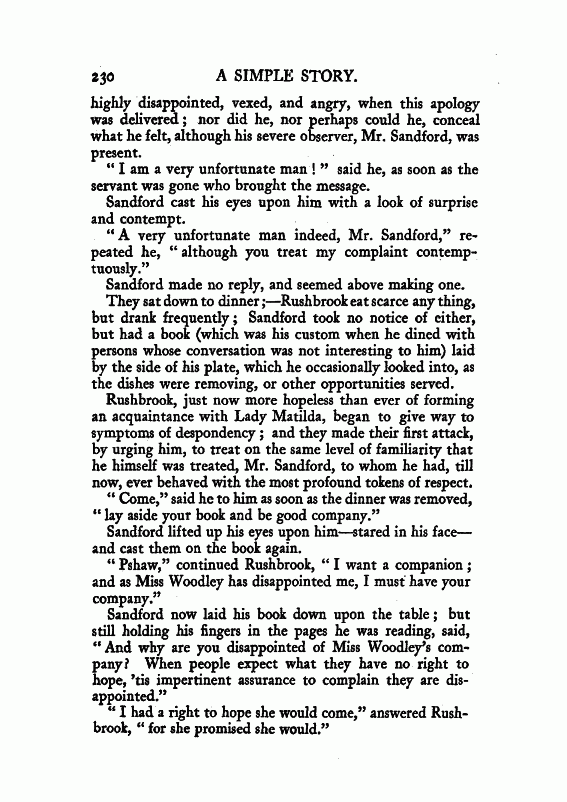 230 A SIMPLE STORY.
highly disappointed, vexed, and angry, when this apology
was delivered ; nor did he, nor perhaps could he, conceal
what he felt, although his severe observer, Mr. Sandford, was
present.
“ I am a very unfortunate man ! ” said he, as soon as the
servant was gone who brought the message.
Sandford cast his eyes upon him with a look of surprise
and contempt.
“ A very unfortunate man indeed, Mr. Sandford,” re-
peated he, “ although you treat my complaint contemp-
tuously.”
Sandford made no reply, and seemed above making one.
They sat down to dinner ;—Rushbrook eat scarce any thing,
but drank frequently ; Sandford took no notice of either,
but had a book (which was his custom when he dined with
persons whose conversation was not interesting to him) laid
by the side of his plate, which he occasionally looked into, as
the dishes were removing, or other opportunities served.
Rushbrook, just now more hopeless than ever of forming
an acquaintance with Lady Matilda, began to give way to
symptoms of despondency ; and they made their first attack,
by urging him, to treat on the same level of familiarity that
he himself was treated, Mr. Sandford, to whom he had, till
now, ever behaved with the most profound tokens of respect.
“ Come,” said he to him as soon as the dinner was removed,
“ lay aside your book and be good company.”
Sandford lifted up his eyes upon him—stared in his face—
and cast them on the book again.
“ Pshaw,” continued Rushbrook, “ I want a companion ;
and as Miss Woodley has disappointed me, I must have your
company.”
Sandford now laid his book down upon the table ; but
still holding his fingers in the pages he was reading, said,
“ And why are you disappointed of Miss Woodley’s com-
pany? When people expect what they have no right to
hope, ’tis impertinent assurance to complain they are dis-
appointed.”
“ I had a right to hope she would come,” answered Rush-
brook, “ for she promised she would.”